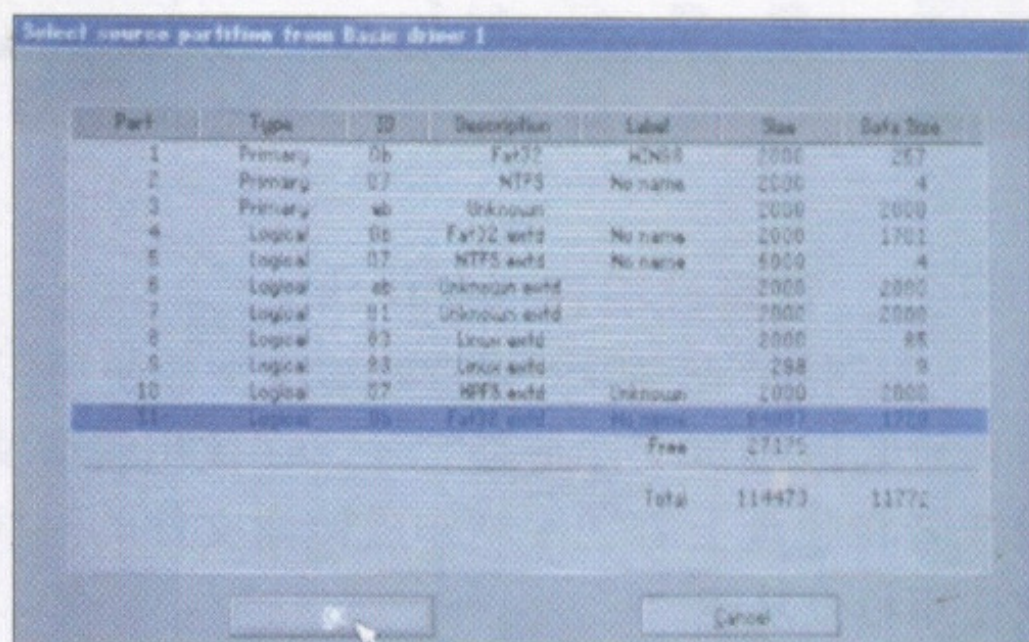 Select source partition from Basic drive: 1
Part Type ID Description Label Size Data Size
1 Primary 0b Fat32 WIN98 2000 267
2 Primary 07 NTFS No name 2000 4
3 Primary eb Unknown 2000 2000
4 Logical 0b Fat32 extd No name 2000 1701
5 Logical 07 NTFS extd No name 4
6 Logical eb Unknown extd 2000 2000
7 Logical Unknown extd 2000 2000
8 Logical 83 Linux extd 2000 85
9 Logical 83 Linux extd 298 9
10 Logical 07 HPFS extd Unknown 2000 2000
11 Logical 0b Fat32 extd No name
Free 27175
Total 114473
Cancel